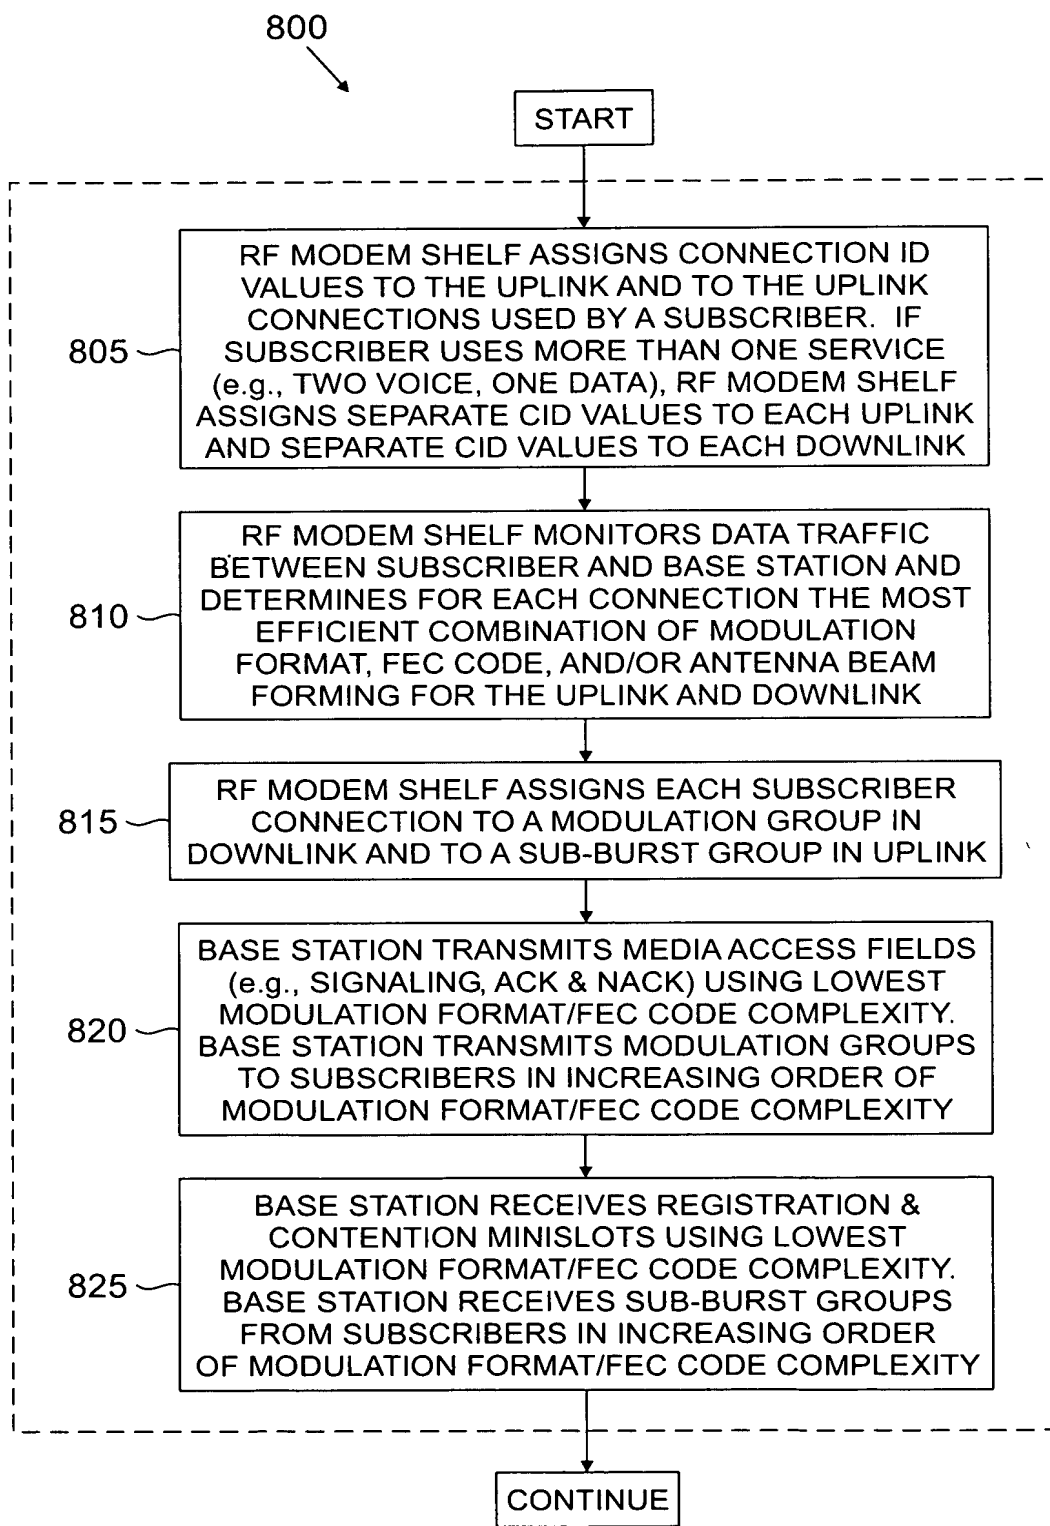 800
START
805
RF MODEM SHELF ASSIGNS CONNECTION ID
VALUES TO THE UPLINK AND TO THE UPLINK
CONNECTIONS USED BY A SUBSCRIBER. IF
SUBSCRIBER USES MORE THAN ONE SERVICE
(e.g., TWO VOICE, ONE DATA), RF MODEM SHELF
ASSIGNS SEPARATE CID VALUES TO EACH UPLINK
AND SEPARATE CID VALUES TO EACH DOWNLINK
810
RF MODEM SHELF MONITORS DATA TRAFFIC
BETWEEN SUBSCRIBER AND BASE STATION AND
DETERMINES FOR EACH CONNECTION THE MOST
EFFICIENT COMBINATION OF MODULATION
FORMAT, FEC CODE, AND/OR ANTENNA BEAM
FORMING FOR THE UPLINK AND DOWNLINK
815
RF MODEM SHELF ASSIGNS EACH SUBSCRIBER
CONNECTION TO A MODULATION GROUP IN
DOWNLINK AND TO A SUB-BURST GROUP IN UPLINK
820
BASE STATION TRANSMITS MEDIA ACCESS FIELDS
(e.g., SIGNALING, ACK & NACK) USING LOWEST
MODULATION FORMAT/FEC CODE COMPLEXITY.
BASE STATION TRANSMITS MODULATION GROUPS
TO SUBSCRIBERS IN INCREASING ORDER OF
MODULATION FORMAT/FEC CODE COMPLEXITY
825
BASE STATION RECEIVES REGISTRATION &
CONTENTION MINISLOTS USING LOWEST
MODULATION FORMAT/FEC CODE COMPLEXITY.
BASE STATION RECEIVES SUB-BURST GROUPS
FROM SUBSCRIBERS IN INCREASING ORDER
OF MODULATION FORMAT/FEC CODE COMPLEXITY
CONTINUE